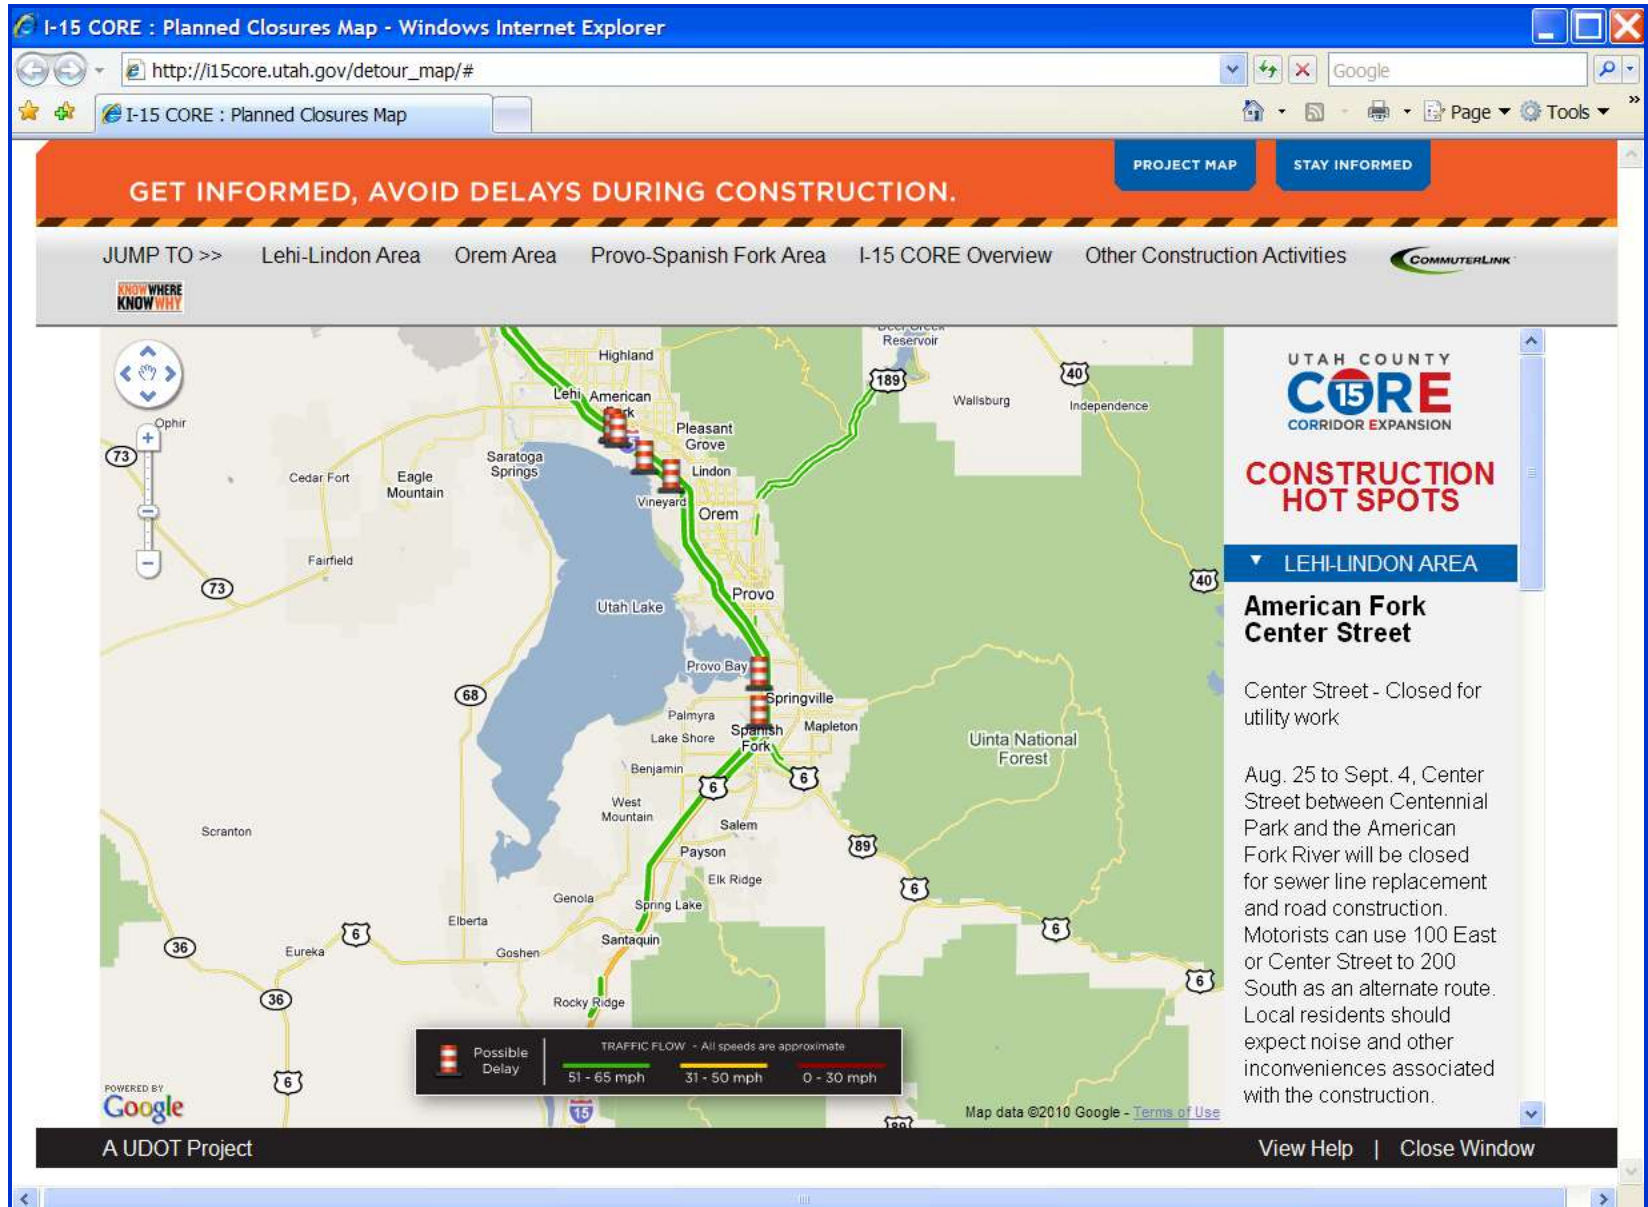 I-15 CORE : Planned Closures Map - Windows Internet Explorer
http://i15core.utah.gov/detour_map/#
Google
I-15 CORE : Planned Closures Map
Page
Tools
PROJECT MAP
STAY INFORMED
GET INFORMED, AVOID DELAYS DURING CONSTRUCTION.
JUMP TO >>
Lehi-Lindon Area
Orem Area
Provo-Spanish Fork Area
I-15 CORE Overview
Other Construction Activities
COMMUTERLINK
KNOW WHERE
KNOW WHY
Deer Creek
Reservoir
Highland
189
40
Lehi
American
Fork
Wallsburg
Independence
Ophir
Pleasant
Grove
73
Saratoga
Springs
Lindon
Cedar Fort
Eagle
Mountain
Vineyard
Orem
Fairfield
73
40
Provo
Utah Lake
Provo Bay
68
Springville
Palmyra
Mapleton
Lake Shore
Spanish
Fork
Uinta National
Forest
Benjamin
6
6
West
Mountain
Salem
Scranton
89
Payson
Elk Ridge
6
Genola
Spring Lake
Elberta
6
6
36
Eureka
Goshen
Santaquin
6
36
Rocky Ridge
6
15
189
Possible
Delay
TRAFFIC FLOW - All speeds are approximate
51 - 65 mph
31 - 50 mph
0 - 30 mph
POWERED BY
Google
Map data ©2010 Google - Terms of Use
UTAH COUNTY
CORE
15
CORRIDOR EXPANSION
CONSTRUCTION
HOT SPOTS
LEHI-LINDON AREA
American Fork
Center Street
Center Street - Closed for
utility work
Aug. 25 to Sept. 4, Center
Street between Centennial
Park and the American
Fork River will be closed
for sewer line replacement
and road construction.
Motorists can use 100 East
or Center Street to 200
South as an alternate route.
Local residents should
expect noise and other
inconveniences associated
with the construction.
A UDOT Project
View Help | Close Window